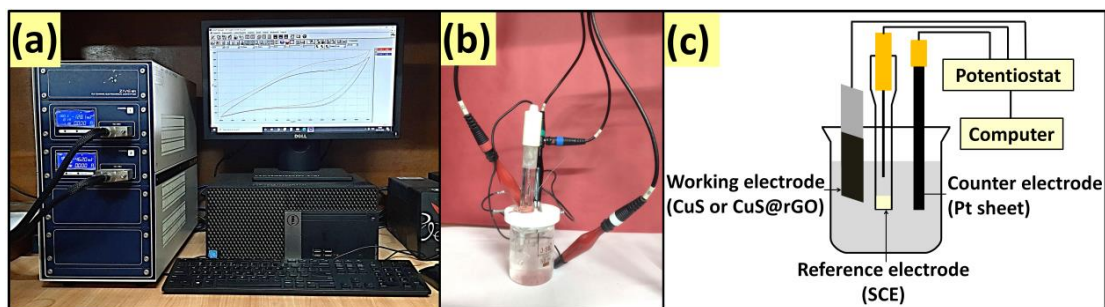 (a)
DELL
(b)
(c)
Potentiostat
Computer
Working electrode
(CuS or CuS@rGO)
Counter electrode
(Pt sheet)
Reference electrode
(SCE)